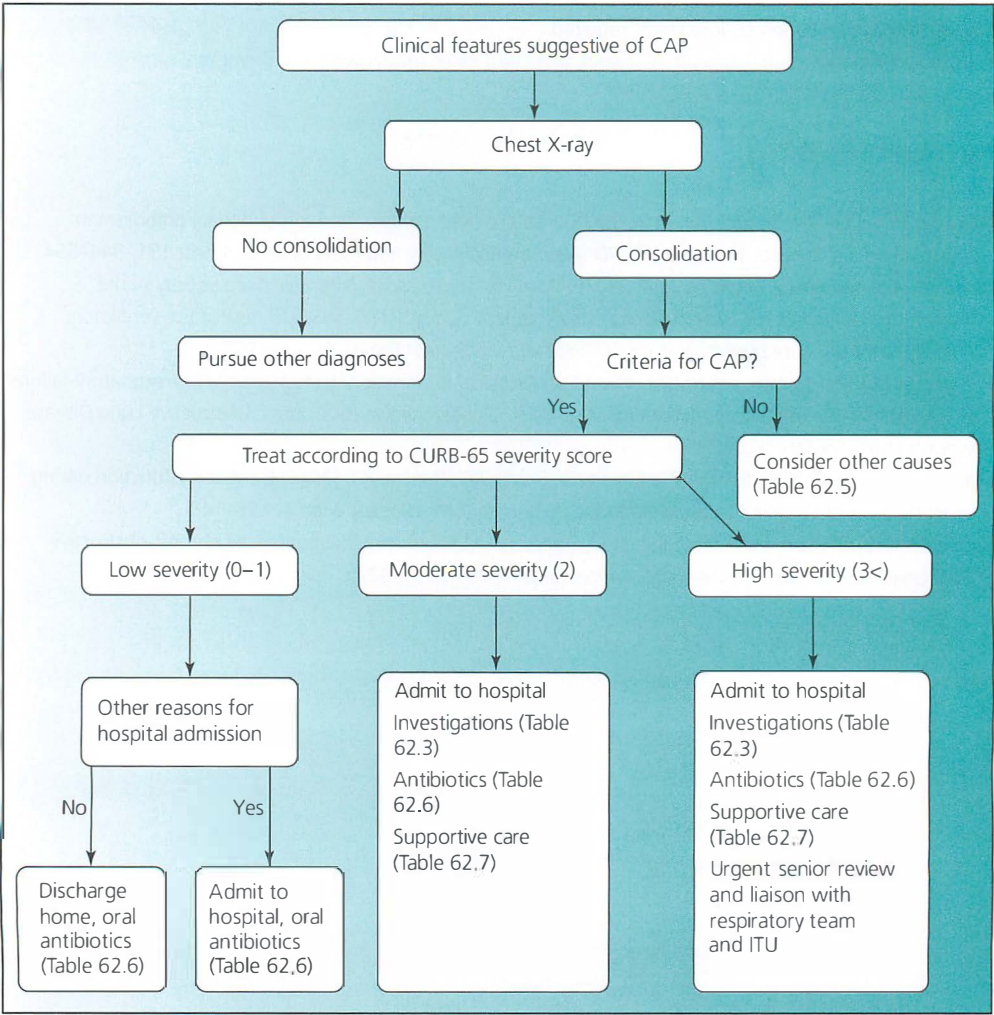 Clinical features suggestive of CAP
Chest X-ray
No consolidation
Consolidation
Pursue other diagnoses
Criteria for CAP?
Yes
No
Treat according to CURB-65 severity score
Consider other causes
(Table 62.5)
Low severity (0–1)
Moderate severity (2)
High severity (3<)
Other reasons for
hospital admission
No
Yes
Discharge
home, oral
antibiotics
(Table 62.6)
Admit to
hospital, oral
antibiotics
(Table 62.6)
Admit to hospital
Investigations (Table
62.3)
Antibiotics (Table
62.6)
Supportive care
(Table 62.7)
Admit to hospital
Investigations (Table
62.3)
Antibiotics (Table 62.6)
Supportive care
(Table 62.7)
Urgent senior review
and liaison with
respiratory team
and ITU